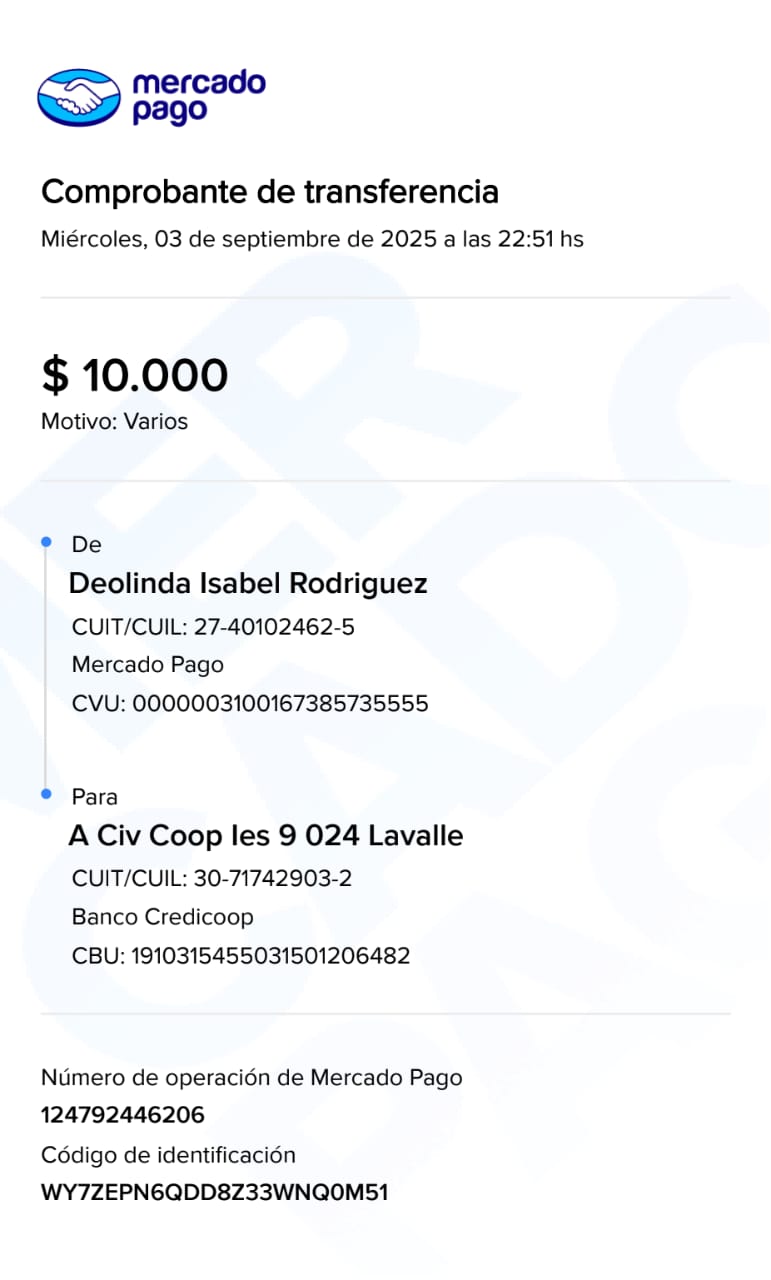 mercado
pago
Comprobante de transferencia
Miércoles, 03 de septiembre de 2025 a las 22:51 hs
$ 10.000
Motivo: Varios
De
Deolinda Isabel Rodriguez
CUIT/CUIL: 27-40102462-5
Mercado Pago
CVU: 0000003100167385735555
Para
A Civ Coop Ies 9 024 Lavalle
CUIT/CUIL: 30-71742903-2
Banco Credicoop
CBU: 1910315455031501206482
Número de operación de Mercado Pago
124792446206
Código de identificación
WY7ZEPN6QDD8Z33WNQ0M51